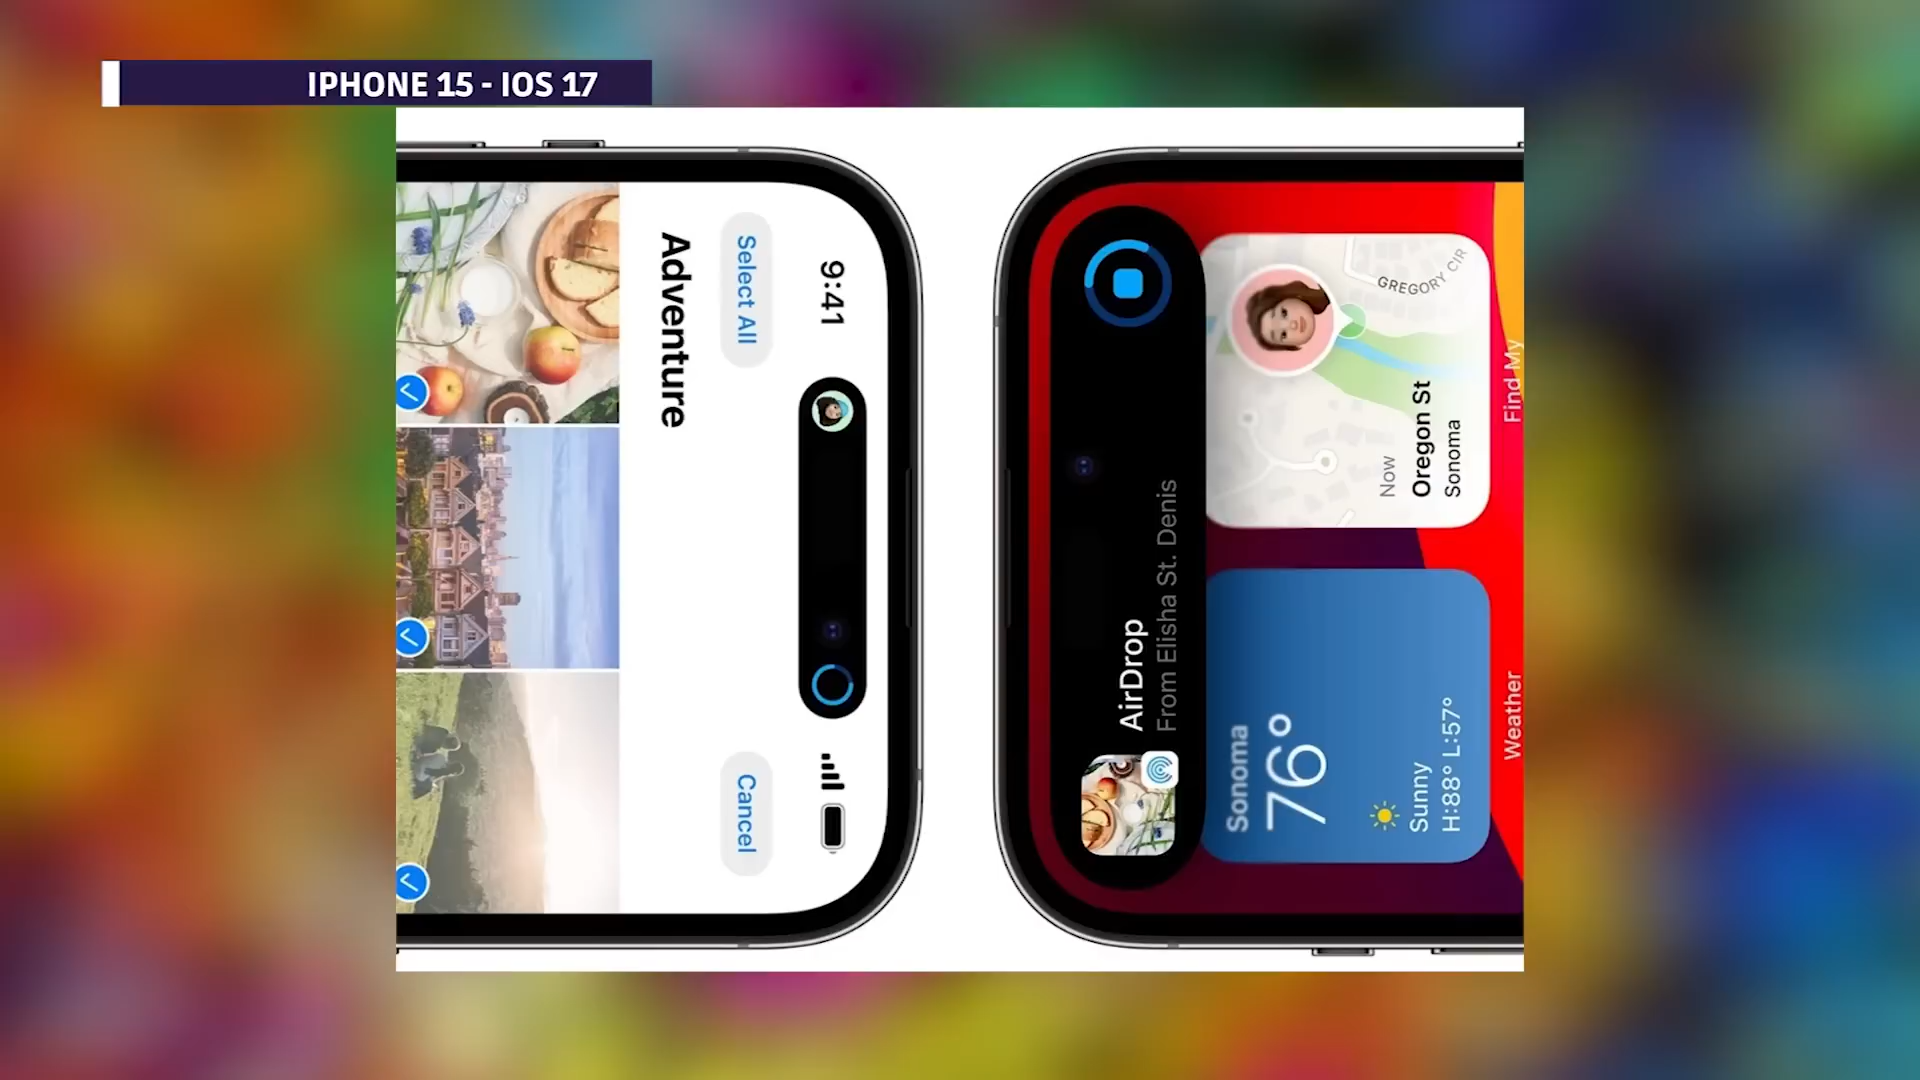 IPHONE 15 - IOS 17
9:41
Select All
Cancel
Adventure
AirDrop
From Elisha St. Denis
GREGORY CIR
Now
Oregon St
Sonoma
Find My
Sonoma
76°
Sunny
H:88° L:57°
Weather